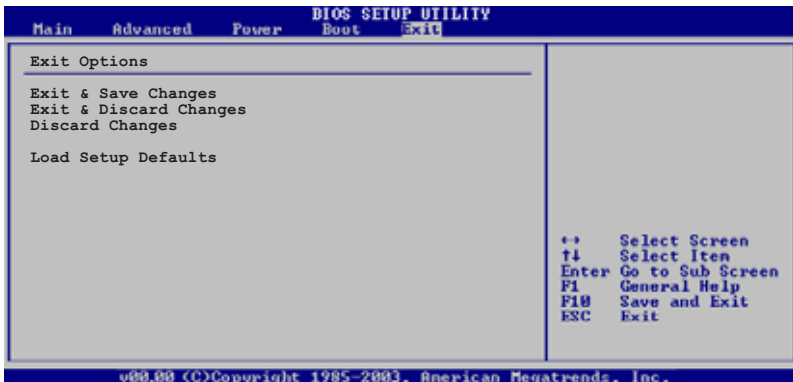 BIOS SETUP UTILITY
Main Advanced Power Boot Exit
Exit Options
Exit & Save Changes
Exit & Discard Changes
Discard Changes
Load Setup Defaults
←→ Select Screen
↑↓ Select Item
Enter Go to Sub Screen
F1 General Help
F10 Save and Exit
ESC Exit
v00.00 (C)Copyright 1985-2003, American Megatrends, Inc.